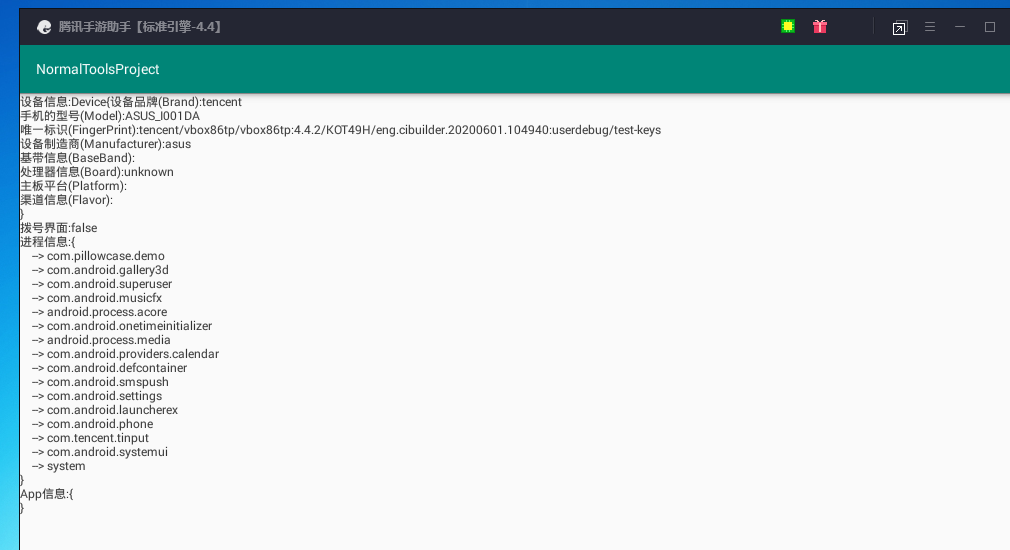 腾讯手游助手【标准引擎-4.4】
NormalToolsProject
设备信息:Device{设备品牌(Brand):tencent
手机的型号(Model):ASUS_I001DA
唯一标识(FingerPrint):tencent/vbox86tp/vbox86tp:4.4.2/KOT49H/eng.cibuilder.20200601.104940:userdebug/test-keys
设备制造商(Manufacturer):asus
基带信息(BaseBand):
处理器信息(Board):unknown
主板平台(Platform):
渠道信息(Flavor):
}
拨号界面:false
进程信息:{
--> com.pillowcase.demo
--> com.android.gallery3d
--> com.android.superuser
--> com.android.musicfx
--> android.process.acore
--> com.android.onetimeinitializer
--> android.process.media
--> com.android.providers.calendar
--> com.android.defcontainer
--> com.android.smspush
--> com.android.settings
--> com.android.launcherex
--> com.android.phone
--> com.tencent.tinput
--> com.android.systemui
--> system
}
App信息:{
}